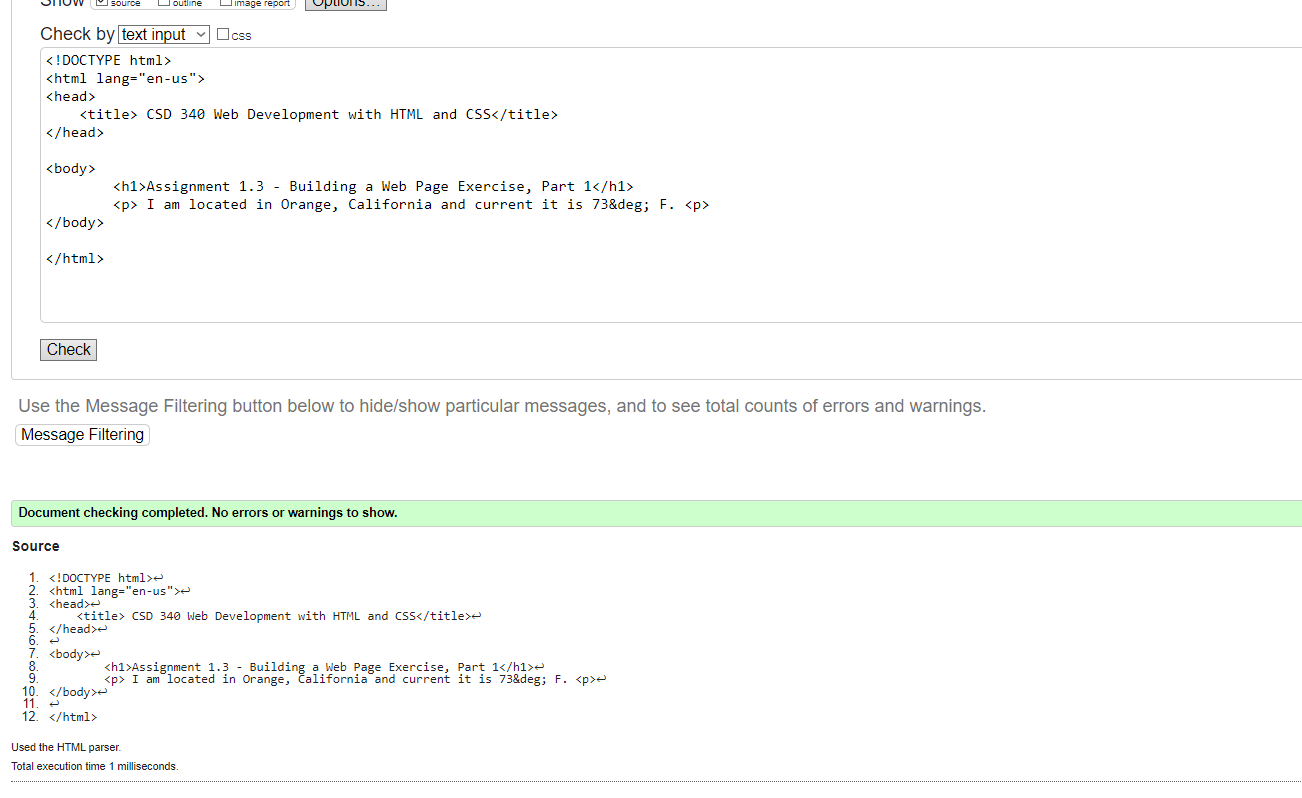 Show source outline image report Options...
Check by text input css
<!DOCTYPE html>
<html lang="en-us">
<head>
    <title> CSD 340 Web Development with HTML and CSS</title>
</head>
<body>
        <h1>Assignment 1.3 - Building a Web Page Exercise, Part 1</h1>
        <p> I am located in Orange, California and current it is 73&deg; F. <p>
</body>
</html>
Check
Use the Message Filtering button below to hide/show particular messages, and to see total counts of errors and warnings.
Message Filtering
Document checking completed. No errors or warnings to show.
Source
1. <!DOCTYPE html>↩
2. <html lang="en-us">↩
3. <head>↩
4.     <title> CSD 340 Web Development with HTML and CSS</title>↩
5. </head>↩
6. ↩
7. <body>↩
8.         <h1>Assignment 1.3 - Building a Web Page Exercise, Part 1</h1>↩
9.         <p> I am located in Orange, California and current it is 73&deg; F. <p>↩
10. </body>↩
11. ↩
12. </html>
Used the HTML parser.
Total execution time 1 milliseconds.